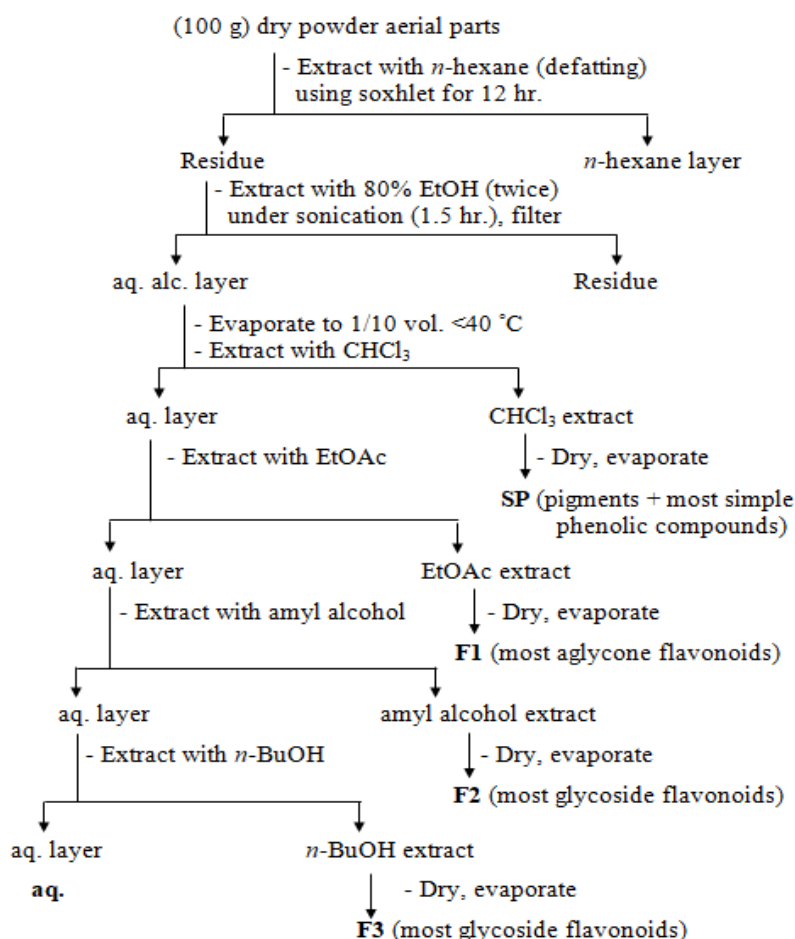 (100 g) dry powder aerial parts
- Extract with n-hexane (defatting)
using soxhlet for 12 hr.
Residue
n-hexane layer
- Extract with 80% EtOH (twice)
under sonication (1.5 hr.), filter
aq. alc. layer
Residue
- Evaporate to 1/10 vol. <40 °C
- Extract with CHCl₃
aq. layer
CHCl₃ extract
- Extract with EtOAc
- Dry, evaporate
SP (pigments + most simple
phenolic compounds)
aq. layer
EtOAc extract
- Extract with amyl alcohol
- Dry, evaporate
F1 (most aglycone flavonoids)
aq. layer
amyl alcohol extract
- Extract with n-BuOH
- Dry, evaporate
F2 (most glycoside flavonoids)
aq. layer
n-BuOH extract
aq.
- Dry, evaporate
F3 (most glycoside flavonoids)